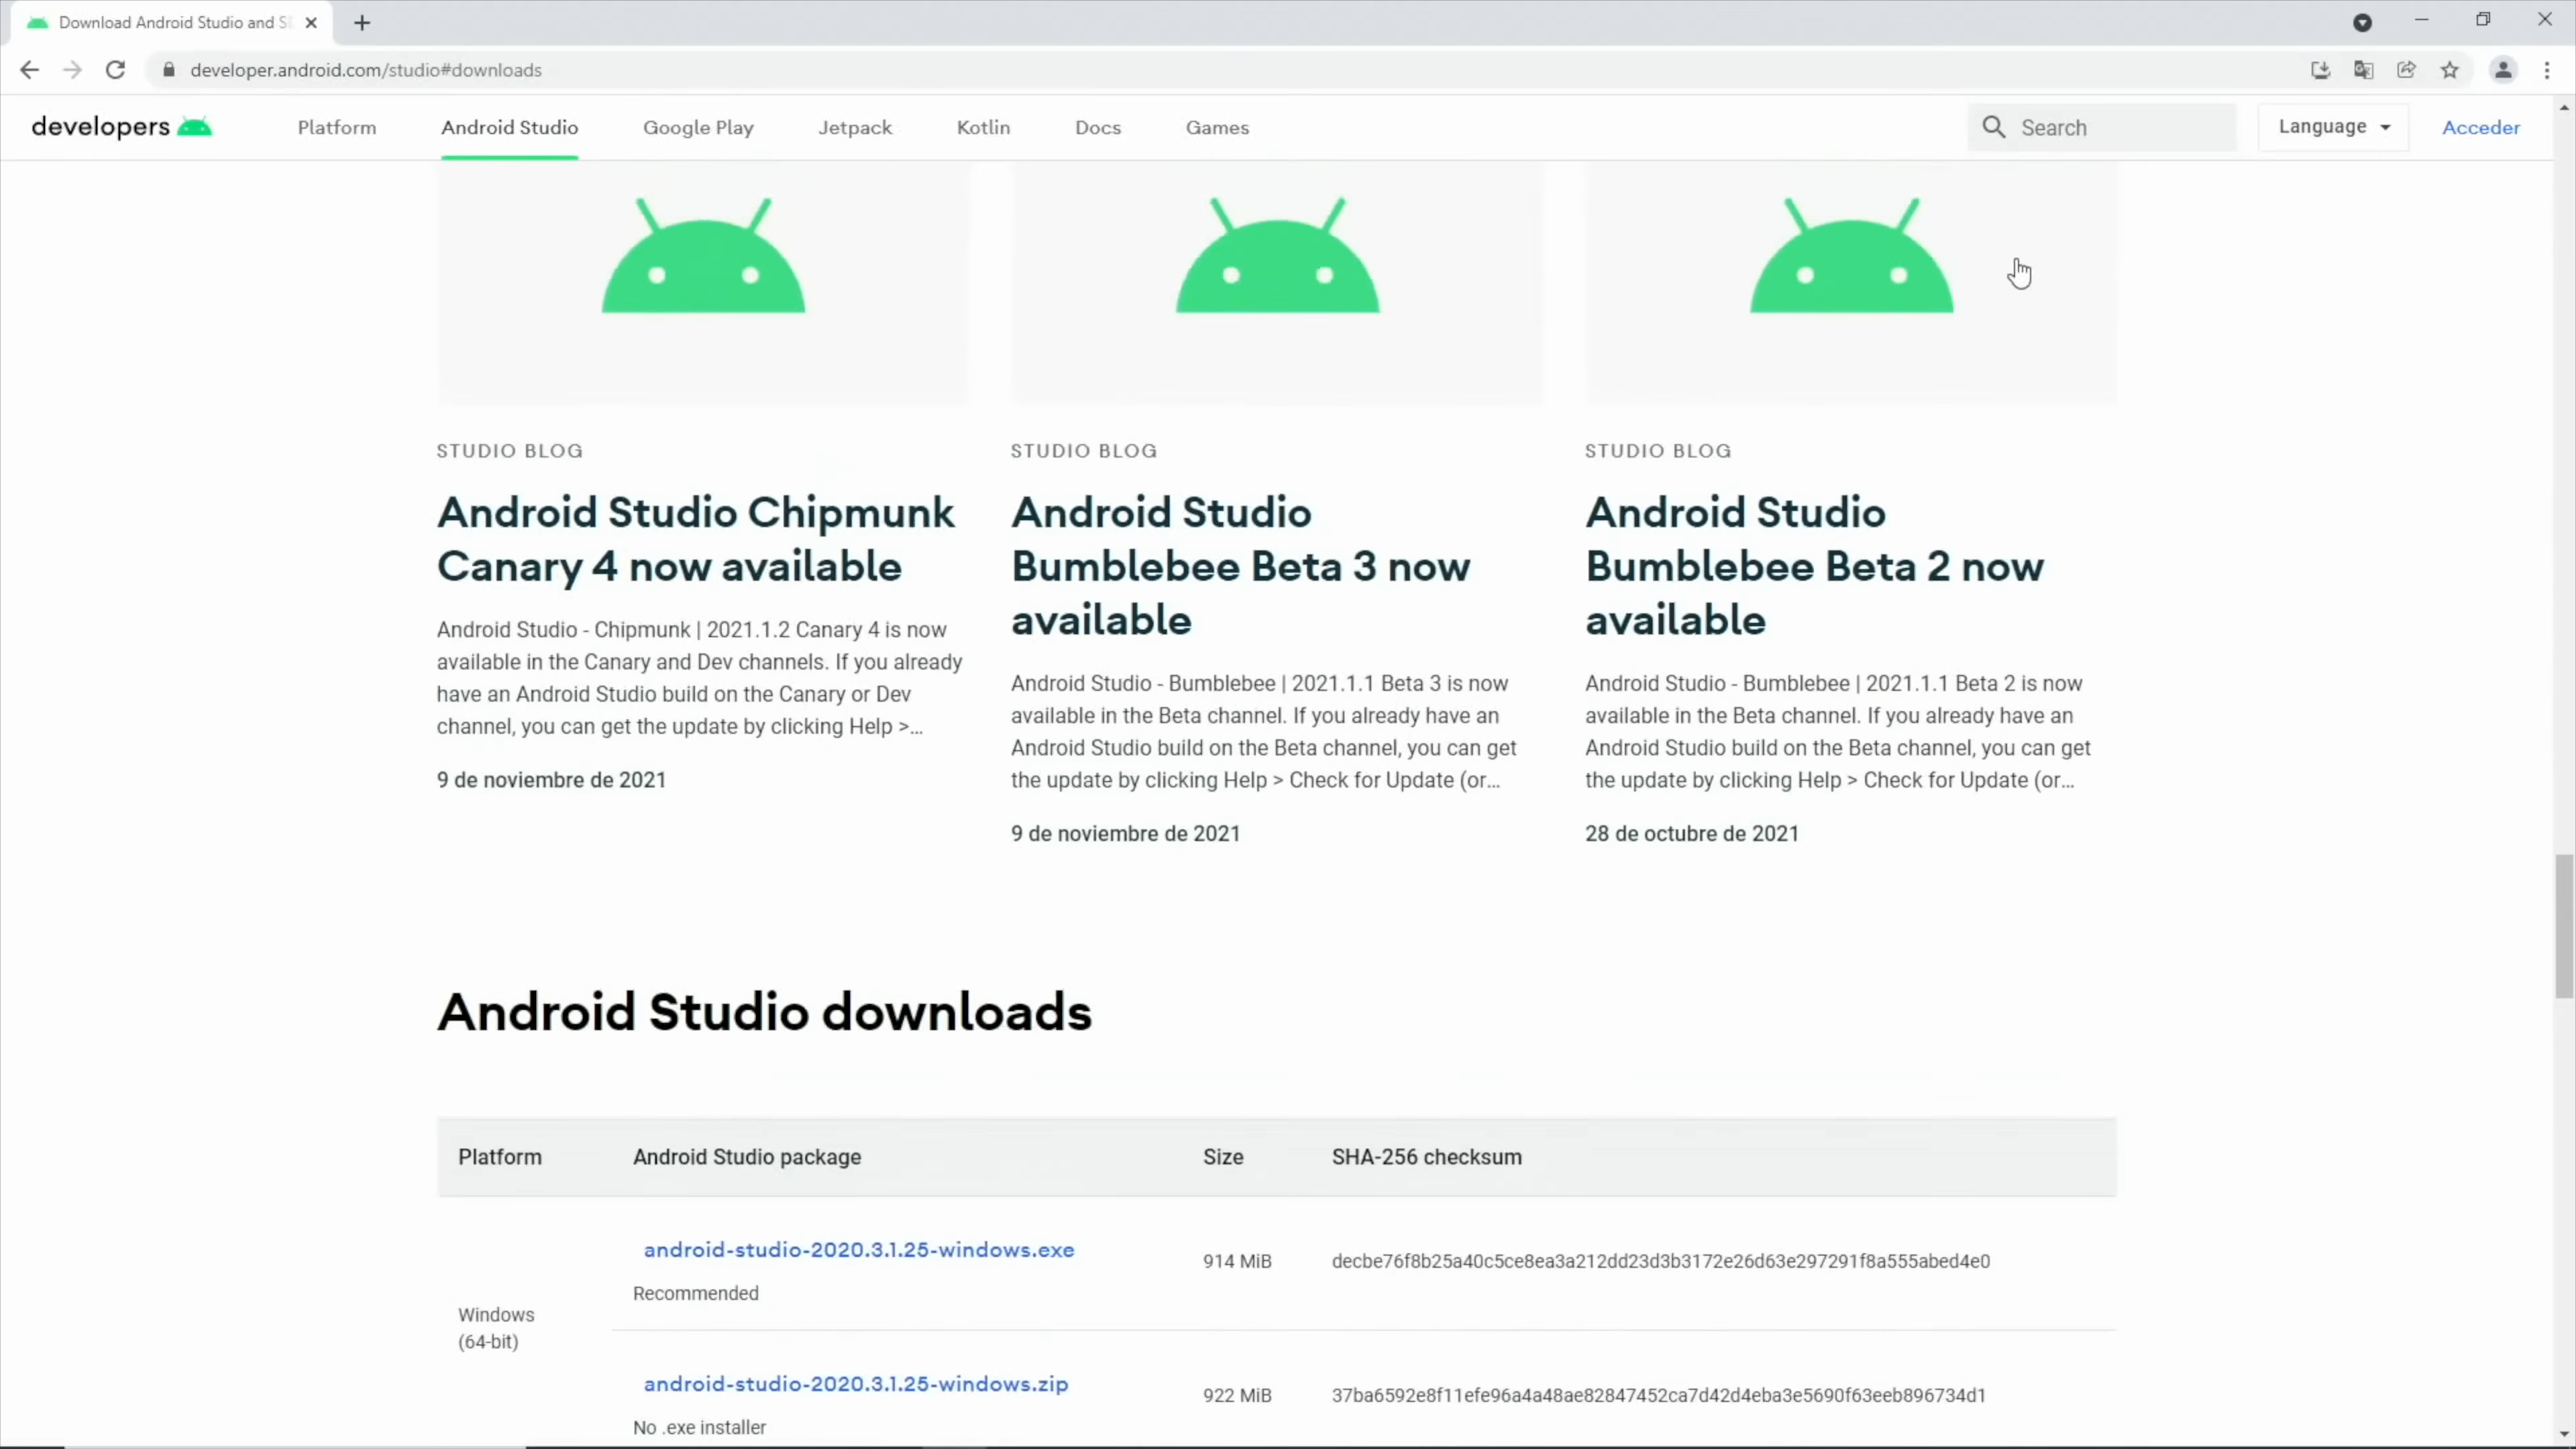 Download Android Studio and S
developer.android.com/studio#downloads
developers
Platform
Android Studio
Google Play
Jetpack
Kotlin
Docs
Games
Search
Language
Acceder
STUDIO BLOG
Android Studio Chipmunk
Canary 4 now available
Android Studio - Chipmunk | 2021.1.2 Canary 4 is now
available in the Canary and Dev channels. If you already
have an Android Studio build on the Canary or Dev
channel, you can get the update by clicking Help >...
9 de noviembre de 2021
STUDIO BLOG
Android Studio
Bumblebee Beta 3 now
available
Android Studio - Bumblebee | 2021.1.1 Beta 3 is now
available in the Beta channel. If you already have an
Android Studio build on the Beta channel, you can get
the update by clicking Help > Check for Update (or...
9 de noviembre de 2021
STUDIO BLOG
Android Studio
Bumblebee Beta 2 now
available
Android Studio - Bumblebee | 2021.1.1 Beta 2 is now
available in the Beta channel. If you already have an
Android Studio build on the Beta channel, you can get
the update by clicking Help > Check for Update (or...
28 de octubre de 2021
Android Studio downloads
Platform
Android Studio package
Size
SHA-256 checksum
Windows
(64-bit)
android-studio-2020.3.1.25-windows.exe
Recommended
914 MiB
decbe76f8b25a40c5ce8ea3a212dd23d3b3172e26d63e297291f8a555abed4e0
android-studio-2020.3.1.25-windows.zip
No .exe installer
922 MiB
37ba6592e8f11efe96a4a48ae82847452ca7d42d4eba3e5690f63eeb896734d1